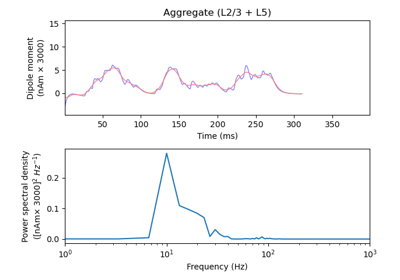 Aggregate (L2/3 + L5)
Dipole moment
(nAm × 3000)
15
10
5
0
50 100 150 200 250 300 350
Time (ms)
Power spectral density
([nAm× 3000]² Hz⁻¹)
0.2
0.1
0.0
10⁰ 10¹ 10² 10³
Frequency (Hz)